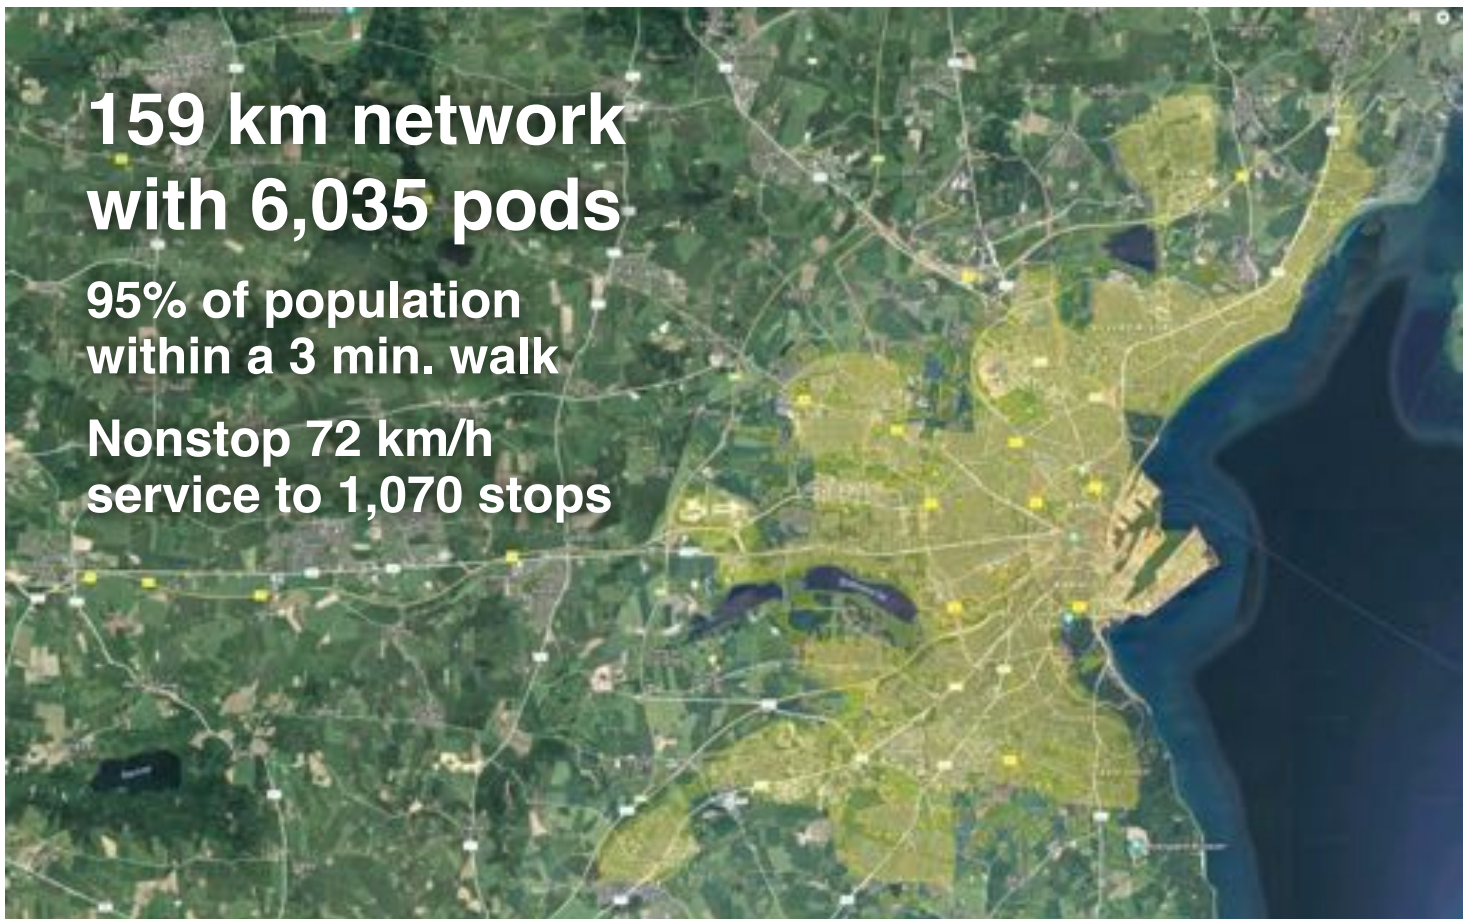 159 km network
with 6,035 pods
95% of population
within a 3 min. walk
Nonstop 72 km/h
service to 1,070 stops